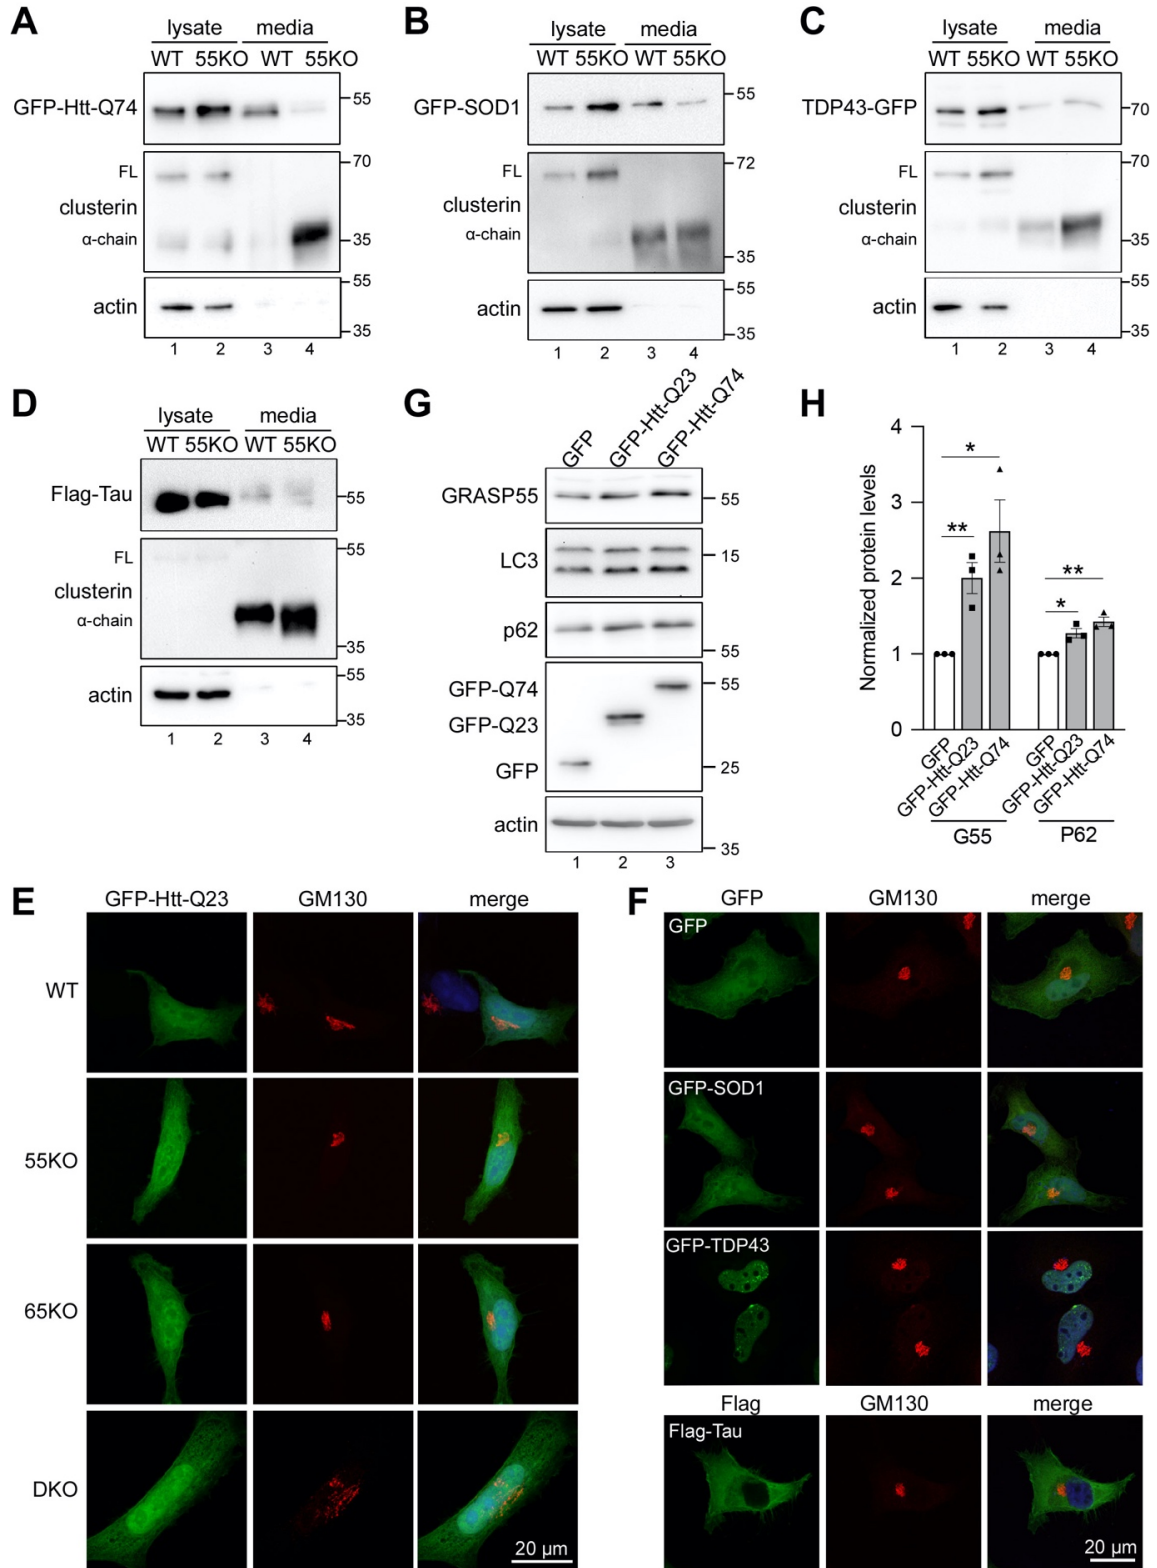 A
lysate media
WT 55KO WT 55KO
GFP-Htt-Q74
55
FL
70
clusterin
α-chain
35
55
actin
35
1 2 3 4
B
lysate media
WT 55KO WT 55KO
GFP-SOD1
55
72
FL
clusterin
α-chain
35
55
actin
35
1 2 3 4
C
lysate media
WT 55KO WT 55KO
TDP43-GFP
70
70
FL
clusterin
α-chain
35
55
actin
35
1 2 3 4
D
lysate media
WT 55KO WT 55KO
Flag-Tau
55
55
FL
clusterin
α-chain
35
55
actin
35
1 2 3 4
G
GFP
GFP-Htt-Q23
GFP-Htt-Q74
GRASP55
55
LC3
15
p62
55
GFP-Q74
55
GFP-Q23
GFP
25
actin
35
1 2 3
H
Normalized protein levels
4
3
2
1
0
*
**
**
*
GFP
GFP-Htt-Q23
GFP-Htt-Q74
GFP
GFP-Htt-Q23
GFP-Htt-Q74
G55 P62
E
GFP-Htt-Q23 GM130 merge
WT
55KO
65KO
DKO
20 µm
F
GFP GM130 merge
GFP
GFP-SOD1
GFP-TDP43
Flag GM130 merge
Flag-Tau
20 µm